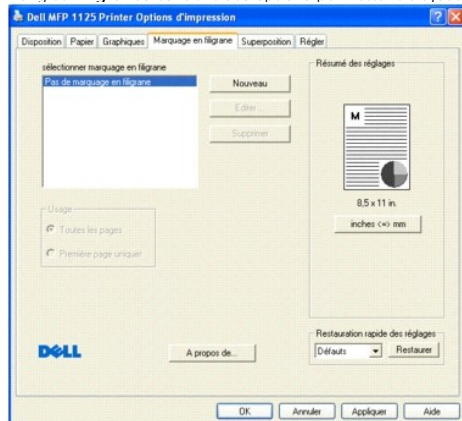 Dell MFP 1125 Printer Options d'impression
Disposition Papier Graphiques Marquage en filigrane Superposition Régler
sélectionner marquage en filigrane
Pas de marquage en filigrane
Nouveau
Editer...
Supprimer
Usage
Toutes les pages
Première page uniquer
Résumé des réglages
M
8,5 x 11 in.
inches <=> mm
Restauration rapide des réglages
Défauts
Restaurer
DELL
A propos de...
OK Annuler Appliquer Aide